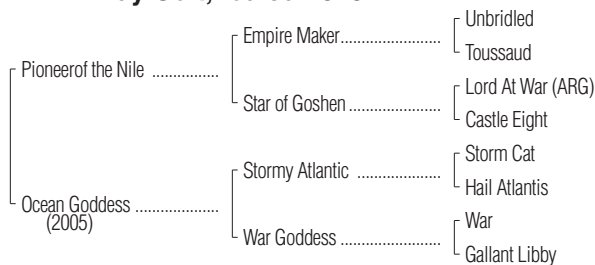 Unbridled
Empire Maker.....................
Toussaud
Pioneerof the Nile ................
Lord At War (ARG)
Star of Goshen......................
Castle Eight
Storm Cat
Stormy Atlantic ...................
Hail Atlantis
Ocean Goddess ....................
(2005)
War
War Goddess .......................
Gallant Libby